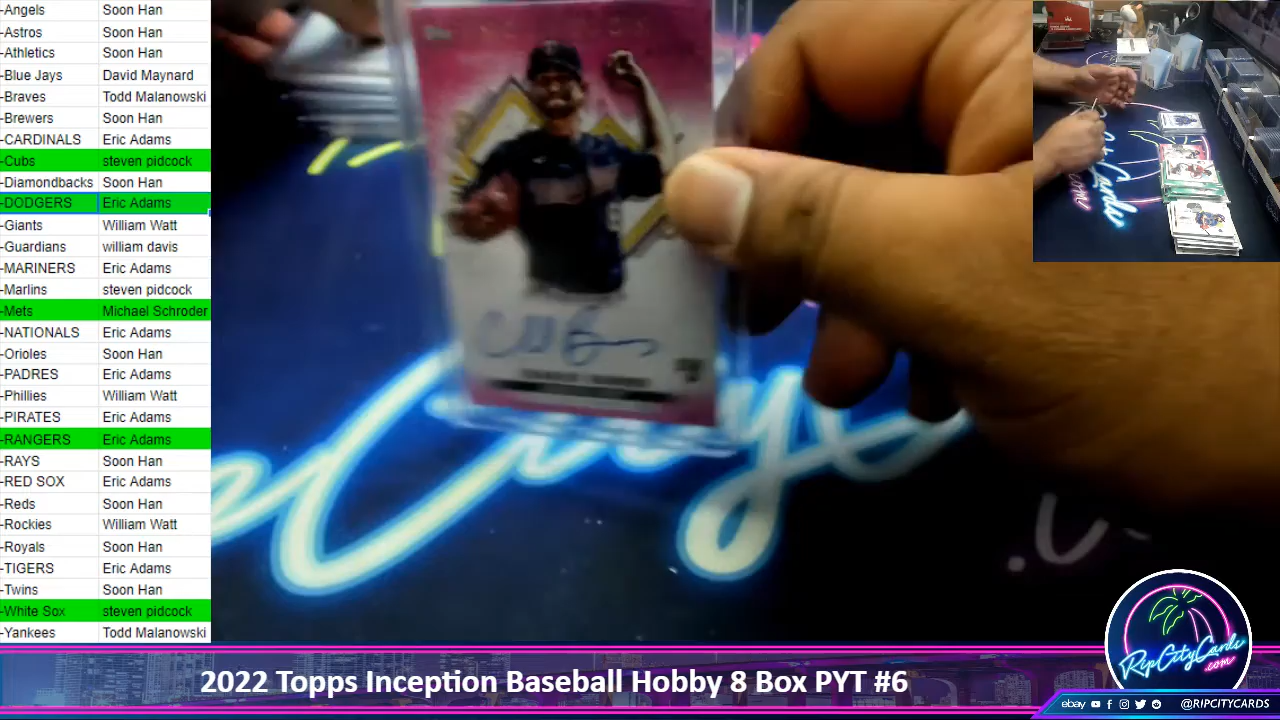 -Angels Soon Han
-Astros Soon Han
-Athletics Soon Han
-Blue Jays David Maynard
-Braves Todd Malanowski
-Brewers Soon Han
-CARDINALS Eric Adams
-Cubs steven pidcock
-Diamondbacks Soon Han
-DODGERS Eric Adams
-Giants William Watt
-Guardians william davis
-MARINERS Eric Adams
-Marlins steven pidcock
-Mets Michael Schroder
-NATIONALS Eric Adams
-Orioles Soon Han
-PADRES Eric Adams
-Phillies William Watt
-PIRATES Eric Adams
-RANGERS Eric Adams
-RAYS Soon Han
-RED SOX Eric Adams
-Reds Soon Han
-Rockies William Watt
-Royals Soon Han
-TIGERS Eric Adams
-Twins Soon Han
-White Sox steven pidcock
-Yankees Todd Malanowski
RipCityCards
.com
2022 Topps Inception Baseball Hobby 8 Box PYT #6
ebay @RIPCITYCARDS